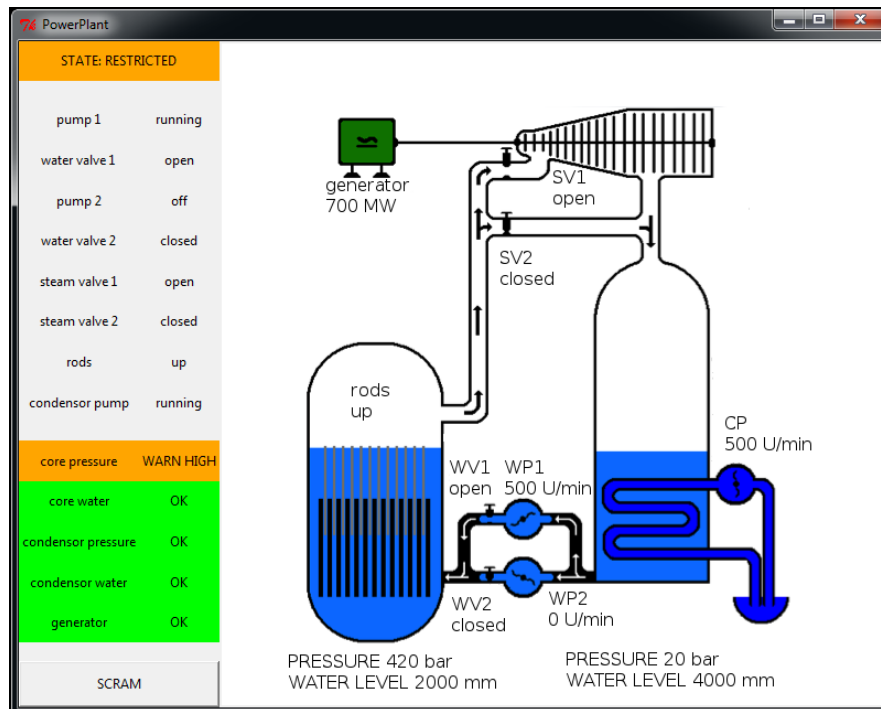 PowerPlant
STATE: RESTRICTED
pump 1 running
water valve 1 open
pump 2 off
water valve 2 closed
steam valve 1 open
steam valve 2 closed
rods up
condensor pump running
core pressure WARN HIGH
core water OK
condensor pressure OK
condensor water OK
generator OK
SCRAM
generator
700 MW
SV1
open
SV2
closed
rods
up
CP
500 U/min
WV1
open
WP1
500 U/min
WV2
closed
WP2
0 U/min
PRESSURE 420 bar
WATER LEVEL 2000 mm
PRESSURE 20 bar
WATER LEVEL 4000 mm